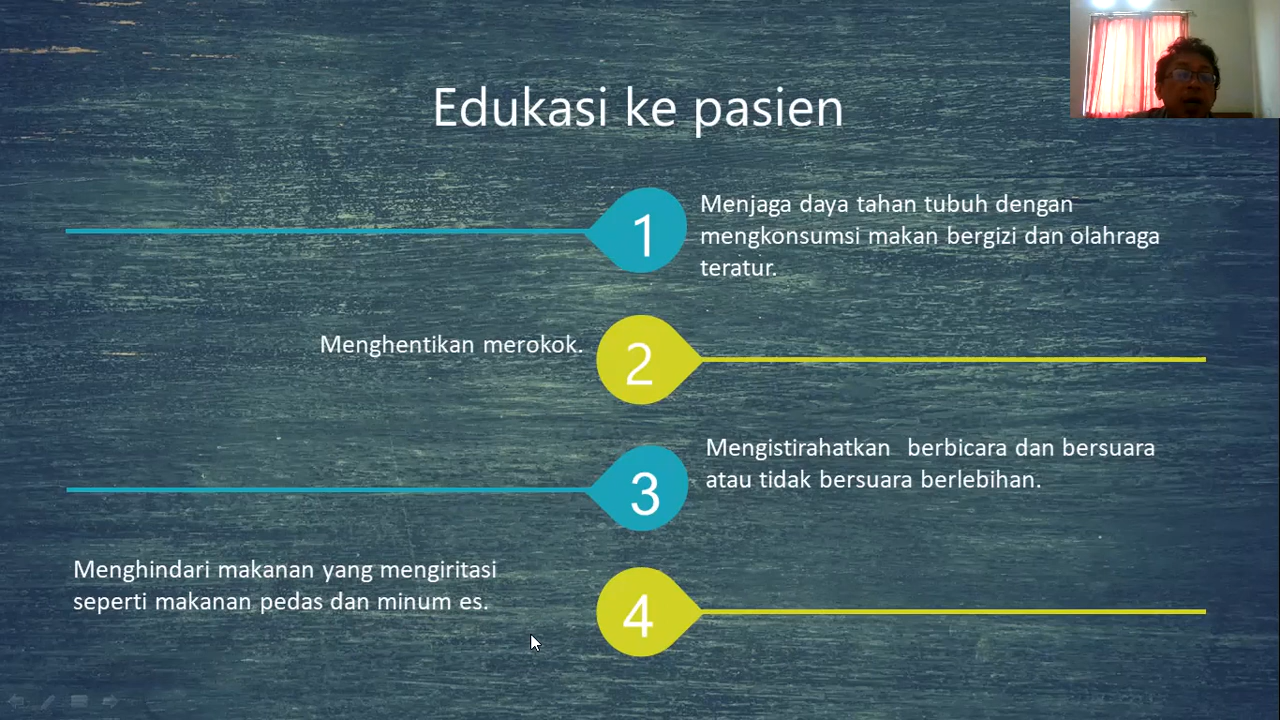 Edukasi ke pasien
1
Menjaga daya tahan tubuh dengan
mengkonsumsi makan bergizi dan olahraga
teratur.
Menghentikan merokok.
2
3
Mengistirahatkan  berbicara dan bersuara
atau tidak bersuara berlebihan.
Menghindari makanan yang mengiritasi
seperti makanan pedas dan minum es.
4